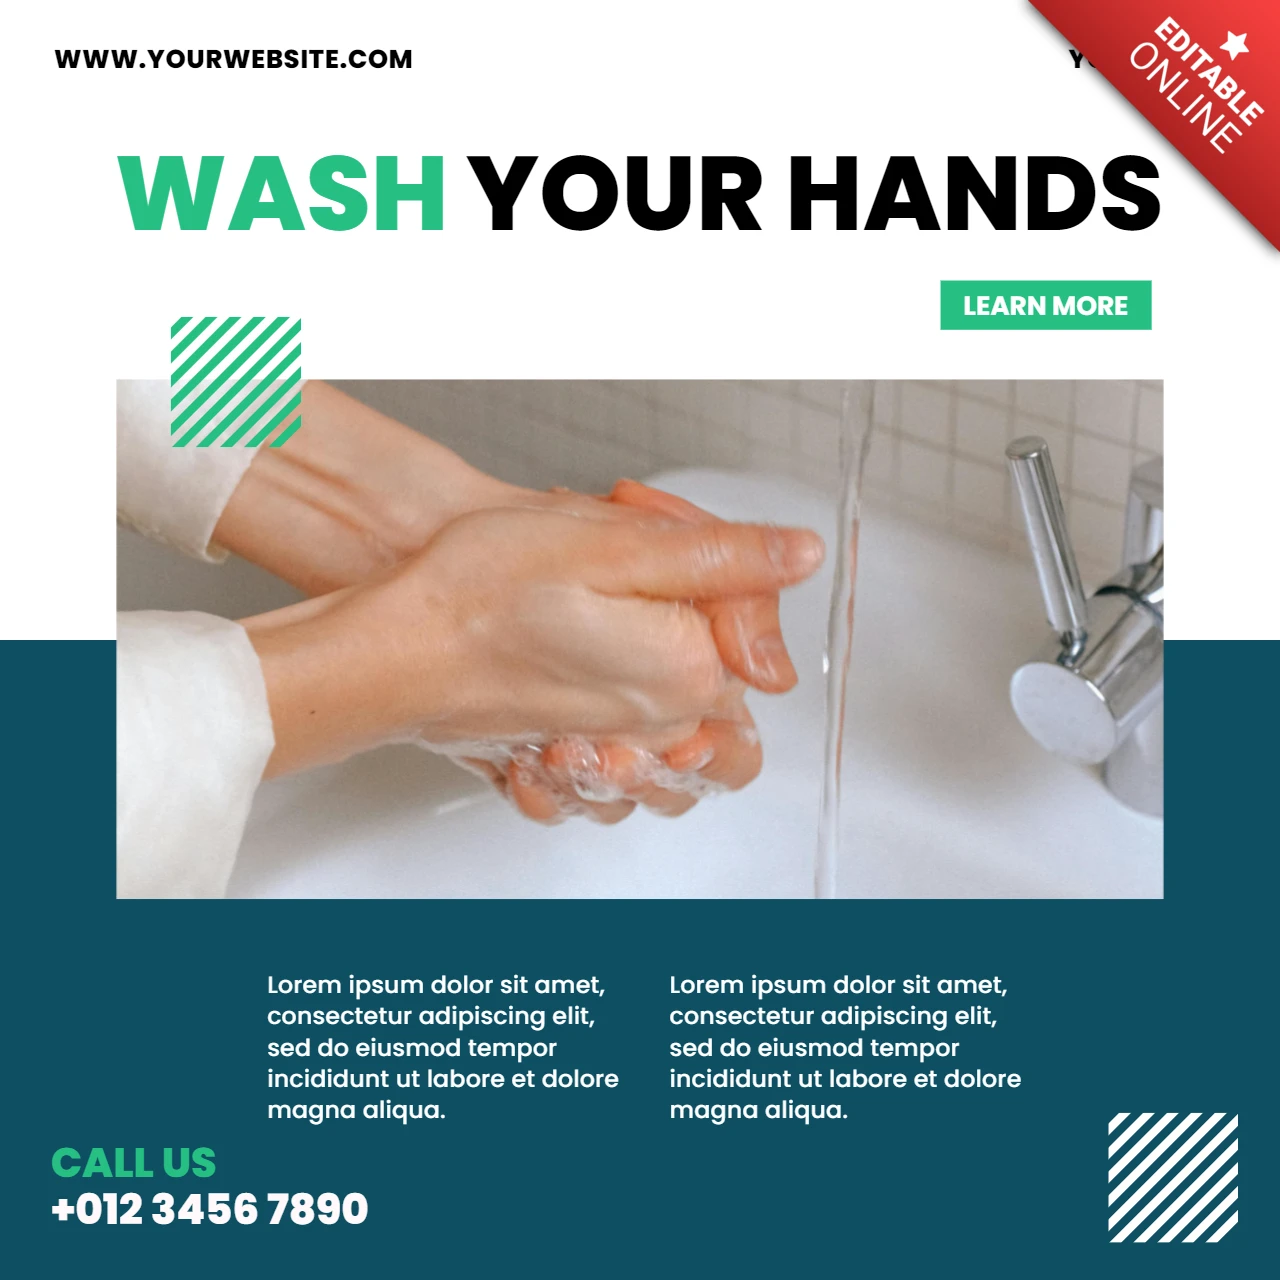 WWW.YOURWEBSITE.COM
EDITABLE
ONLINE
WASH YOUR HANDS
LEARN MORE
Lorem ipsum dolor sit amet,
consectetur adipiscing elit,
sed do eiusmod tempor
incididunt ut labore et dolore
magna aliqua.
Lorem ipsum dolor sit amet,
consectetur adipiscing elit,
sed do eiusmod tempor
incididunt ut labore et dolore
magna aliqua.
CALL US
+012 3456 7890